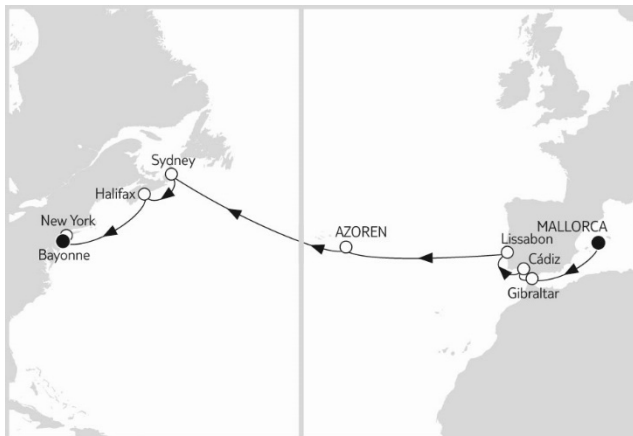 Sydney
Halifax
New York
Bayonne
AZOREN
Lissabon
MALLORCA
Cádiz
Gibraltar